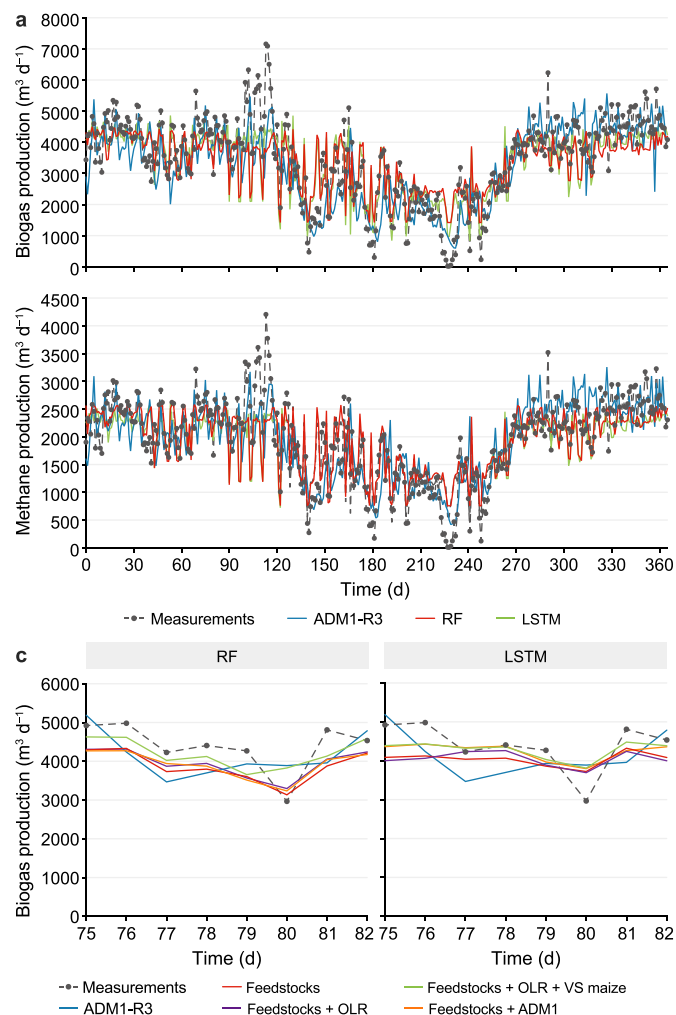 a
Biogas production (m³ d⁻¹)
8000
7000
6000
5000
4000
3000
2000
1000
0
Methane production (m³ d⁻¹)
4500
4000
3500
3000
2500
2000
1500
1000
500
0
0 30 60 90 120 150 180 210 240 270 300 330 360
Time (d)
Measurements ADM1-R3 RF LSTM
c
RF LSTM
Biogas production (m³ d⁻¹)
6000
5000
4000
3000
2000
1000
0
75 76 77 78 79 80 81 82 75 76 77 78 79 80 81 82
Time (d) Time (d)
Measurements Feedstocks Feedstocks + OLR + VS maize
ADM1-R3 Feedstocks + OLR Feedstocks + ADM1